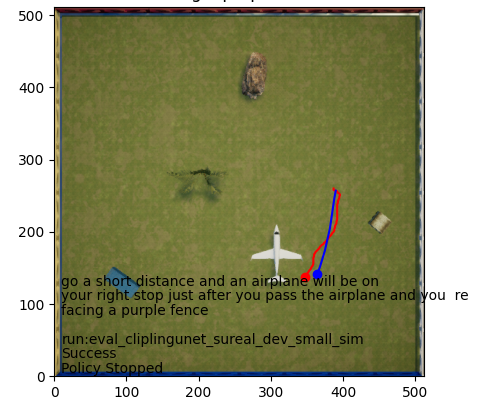 500
400
300
200
100
0
go a short distance and an airplane will be on
your right stop just after you pass the airplane and you  re
facing a purple fence
run:eval_cliplingunet_sureal_dev_small_sim
Success
Policy Stopped
0 100 200 300 400 500